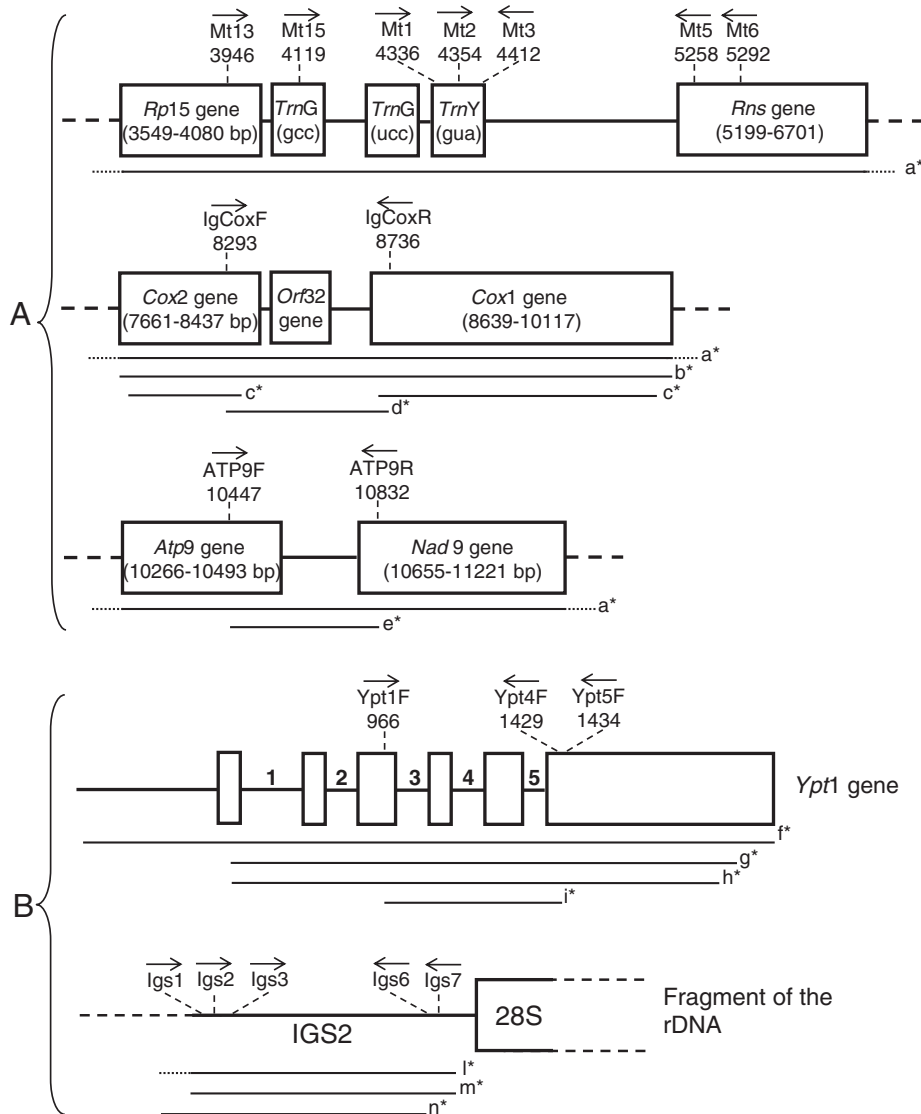 Mt13 Mt15 Mt1 Mt2 Mt3 Mt5 Mt6
3946 4119 4336 4354 4412 5258 5292
Rp15 gene TrnG TrnG TrnY Rns gene
(3549-4080 bp) (gcc) (ucc) (gua) (5199-6701)
a*
IgCoxF IgCoxR
8293 8736
A
Cox2 gene Orf32 Cox1 gene
(7661-8437 bp) gene (8639-10117)
a*
b*
c* c*
d*
ATP9F ATP9R
10447 10832
Atp9 gene Nad 9 gene
(10266-10493 bp) (10655-11221 bp)
a*
e*
Ypt1F Ypt4F Ypt5F
966 1429 1434
1 2 3 4 5 Ypt1 gene
f*
g*
h*
B
i*
Igs1 Igs2 Igs3 Igs6 Igs7
28S Fragment of the
IGS2 rDNA
l*
m*
n*